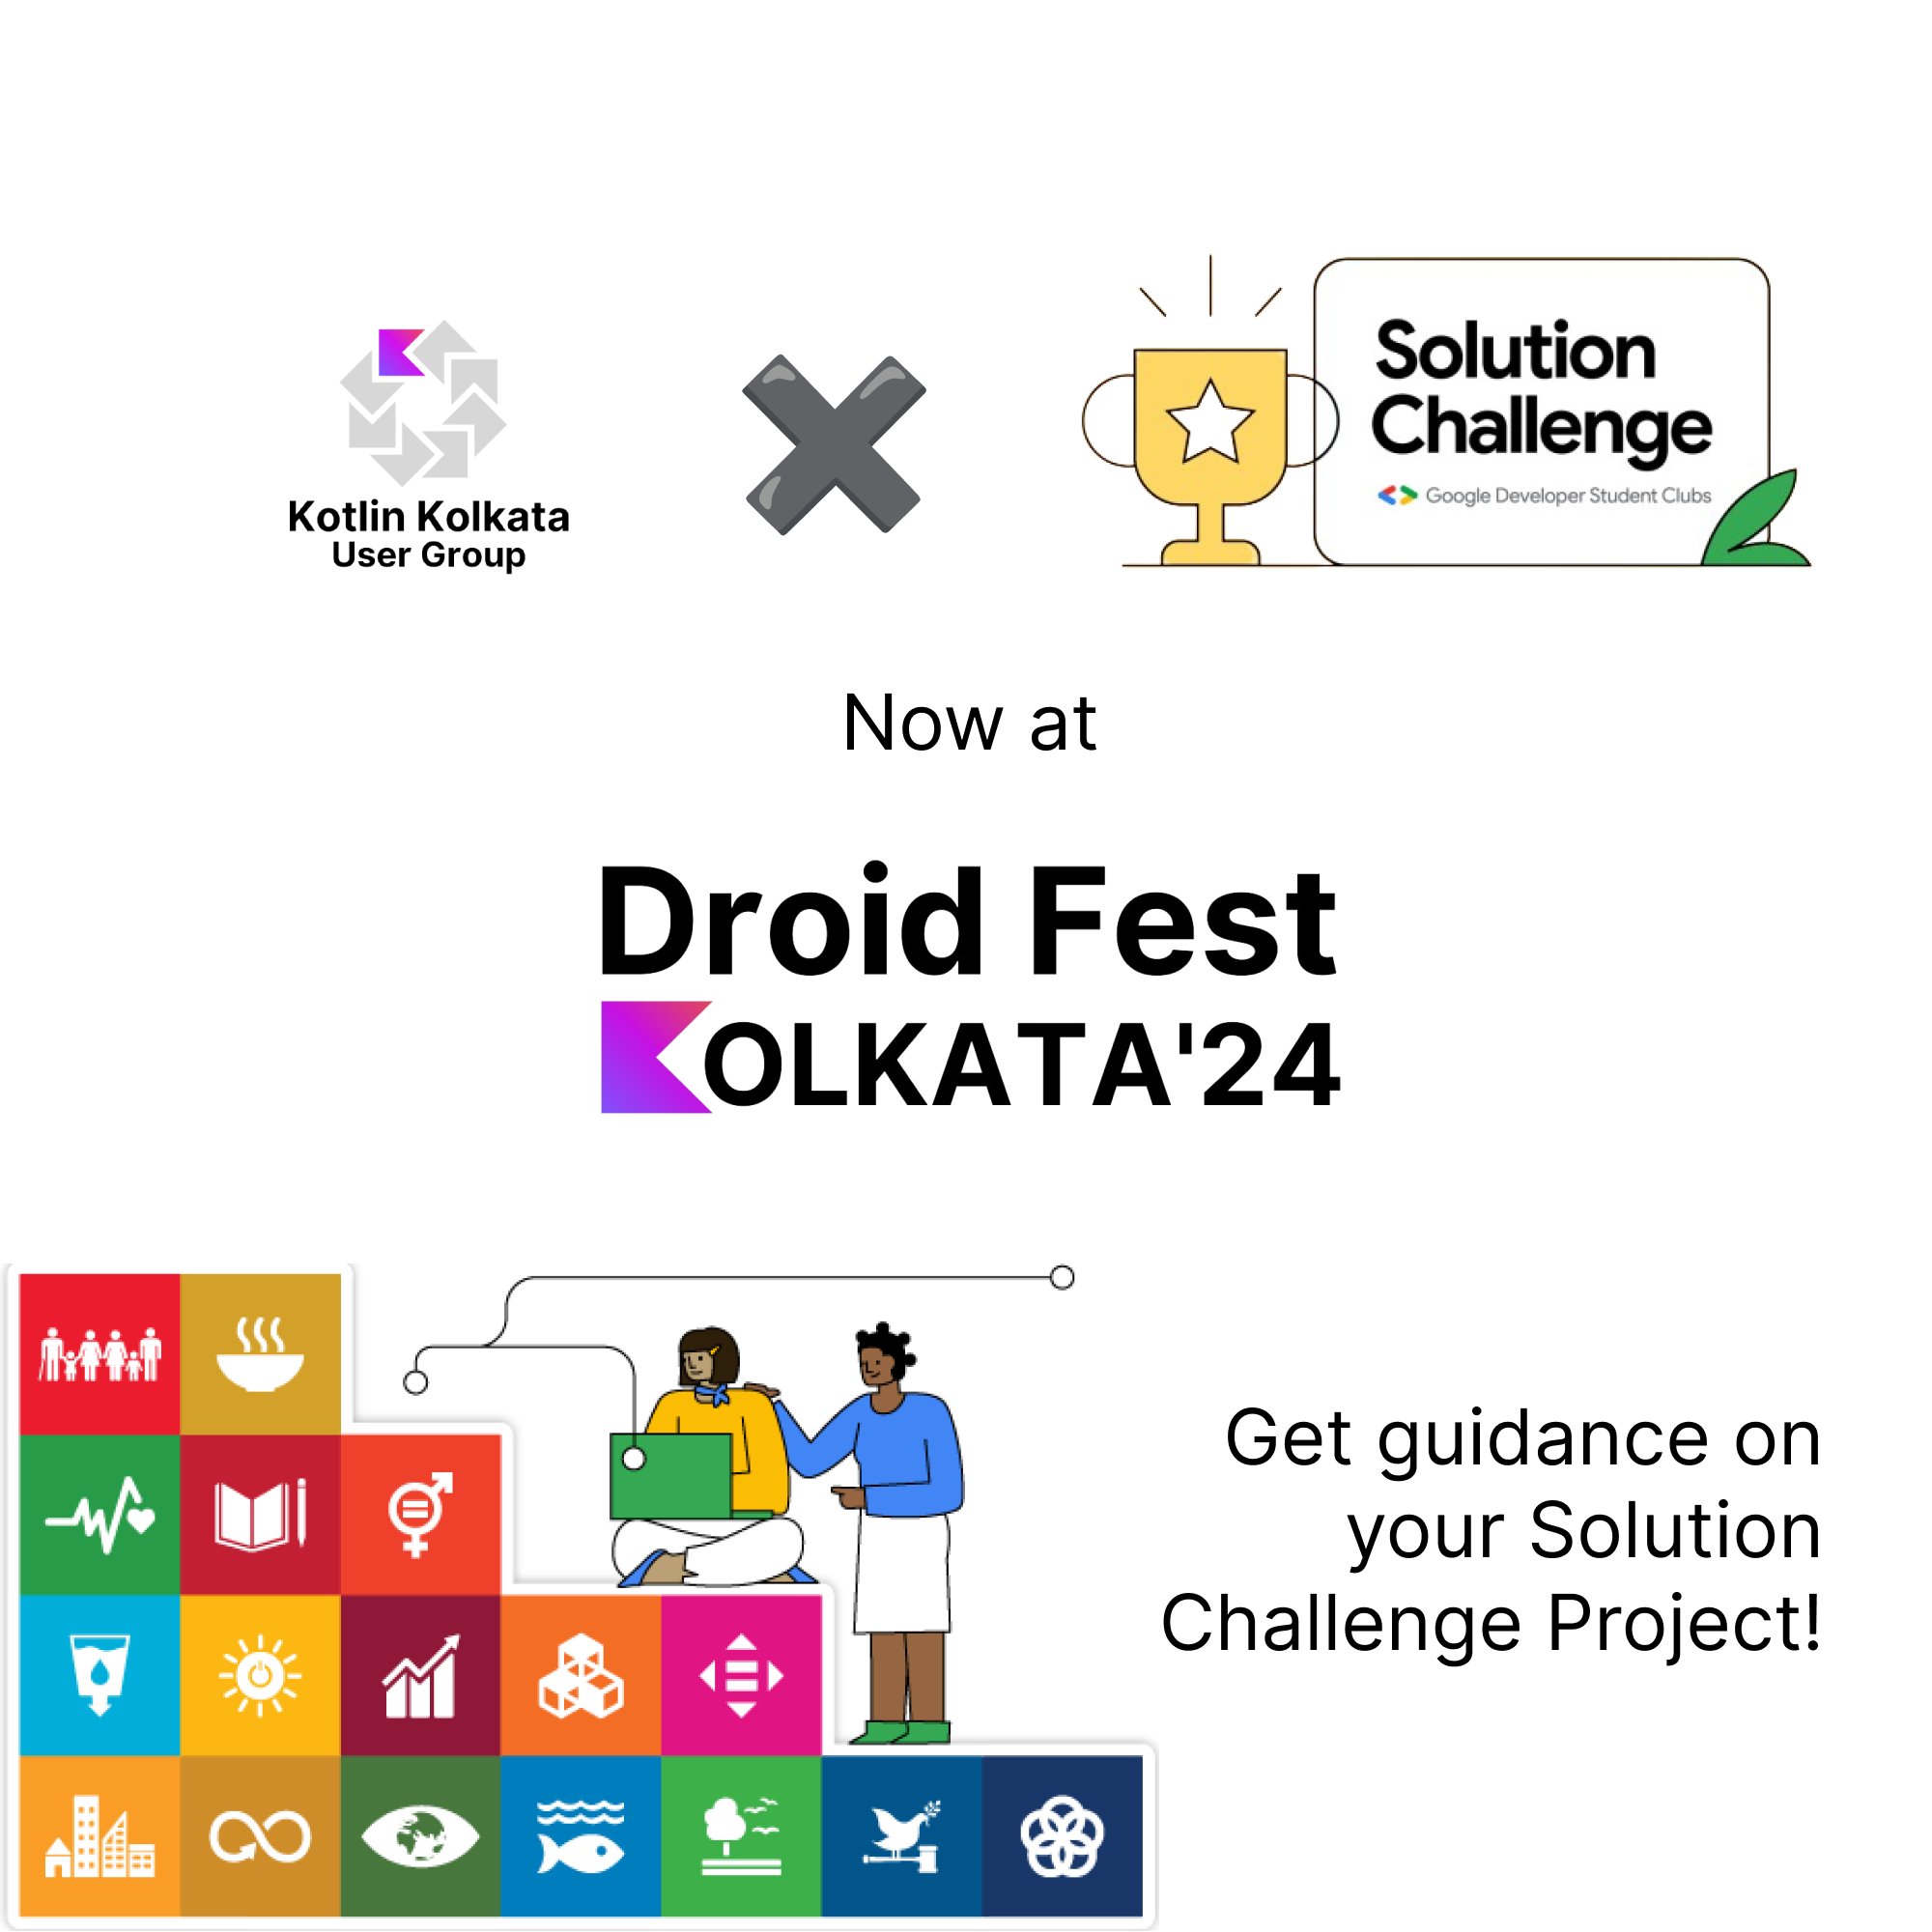 Kotlin Kolkata
User Group
Solution
Challenge
Google Developer Student Clubs
Now at
Droid Fest
KOLKATA'24
Get guidance on
your Solution
Challenge Project!